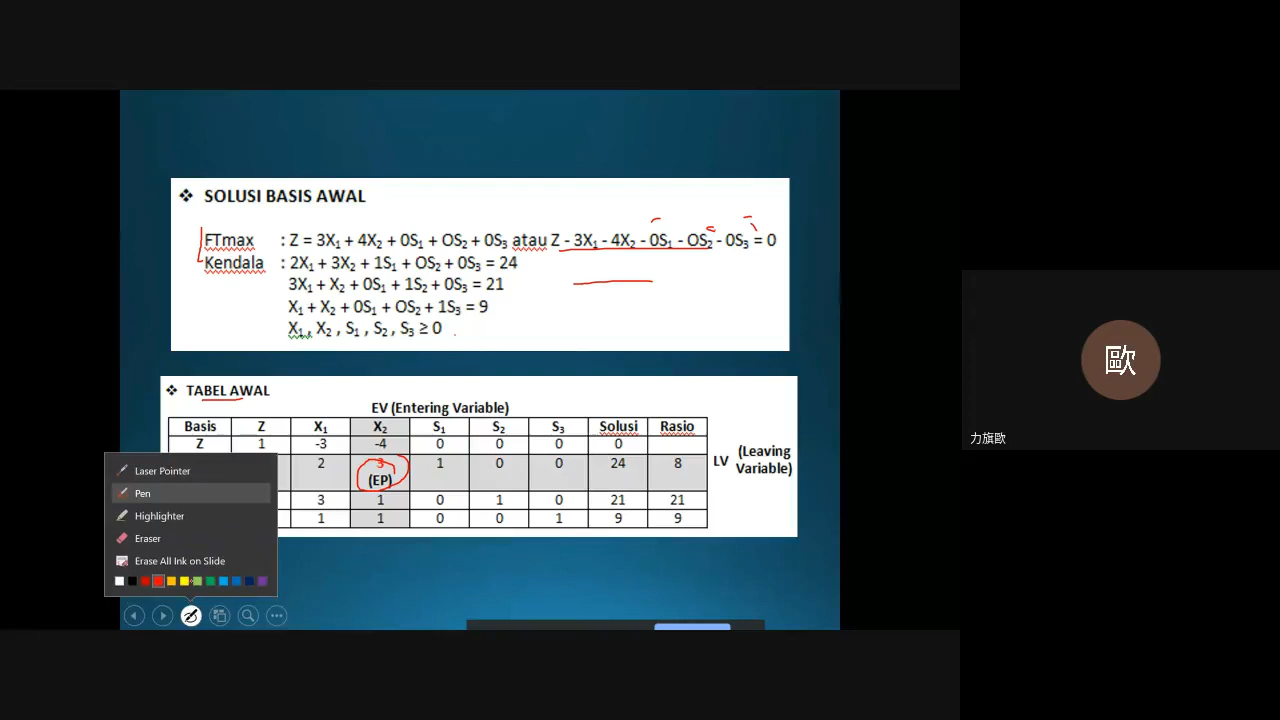 ❖ SOLUSI BASIS AWAL
FTmax : Z = 3X₁ + 4X₂ + 0S₁ + OS₂ + 0S₃ atau Z - 3X₁ - 4X₂ - 0S₁ - OS₂ - 0S₃ = 0
Kendala : 2X₁ + 3X₂ + 1S₁ + OS₂ + 0S₃ = 24
3X₁ + X₂ + 0S₁ + 1S₂ + 0S₃ = 21
X₁ + X₂ + 0S₁ + OS₂ + 1S₃ = 9
X₁ , X₂ , S₁ , S₂ , S₃ ≥ 0
❖ TABEL AWAL
EV (Entering Variable)
Basis Z X₁ X₂ S₁ S₂ S₃ Solusi Rasio
Z 1 -3 -4 0 0 0 0
2 3 1 0 0 24 8
(EP)
LV (Leaving Variable)
3 1 0 1 0 21 21
1 1 0 0 1 9 9
Laser Pointer
Pen
Highlighter
Eraser
Erase All Ink on Slide
歐
力旗歐